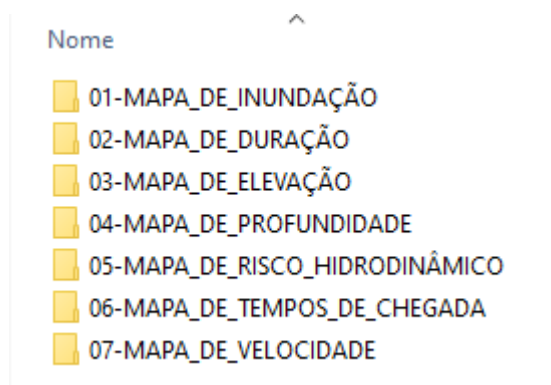 Nome
01-MAPA_DE_INUNDAÇÃO
02-MAPA_DE_DURAÇÃO
03-MAPA_DE_ELEVAÇÃO
04-MAPA_DE_PROFUNDIDADE
05-MAPA_DE_RISCO_HIDRODINÂMICO
06-MAPA_DE_TEMPOS_DE_CHEGADA
07-MAPA_DE_VELOCIDADE